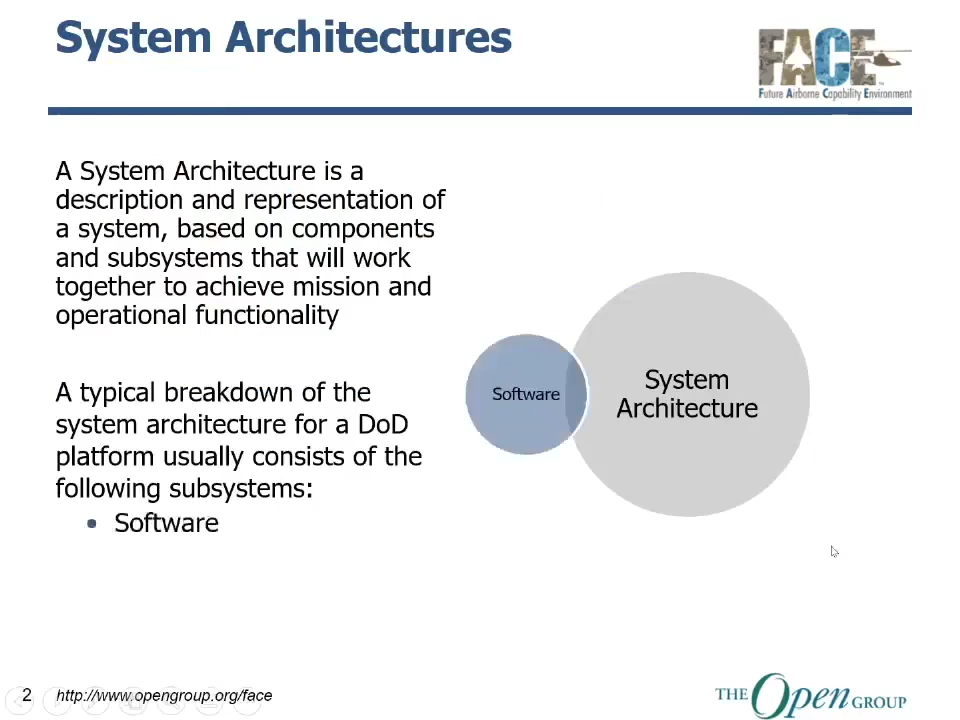 System Architectures
FACE
Future Airborne Capability Environment
A System Architecture is a
description and representation of
a system, based on components
and subsystems that will work
together to achieve mission and
operational functionality
A typical breakdown of the
system architecture for a DoD
platform usually consists of the
following subsystems:
• Software
Software
System
Architecture
2 http://www.opengroup.org/face
THE Open GROUP